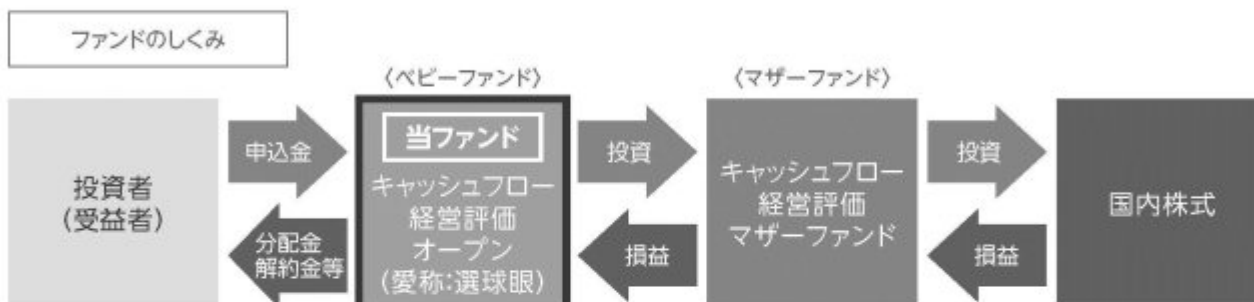 ファンドのしくみ
〈ベビーファンド〉
〈マザーファンド〉
投資者
(受益者)
申込金
分配金
解約金等
当ファンド
キャッシュフロー
経営評価
オープン
(愛称:選球眼)
投資
損益
キャッシュフロー
経営評価
マザーファンド
投資
損益
国内株式